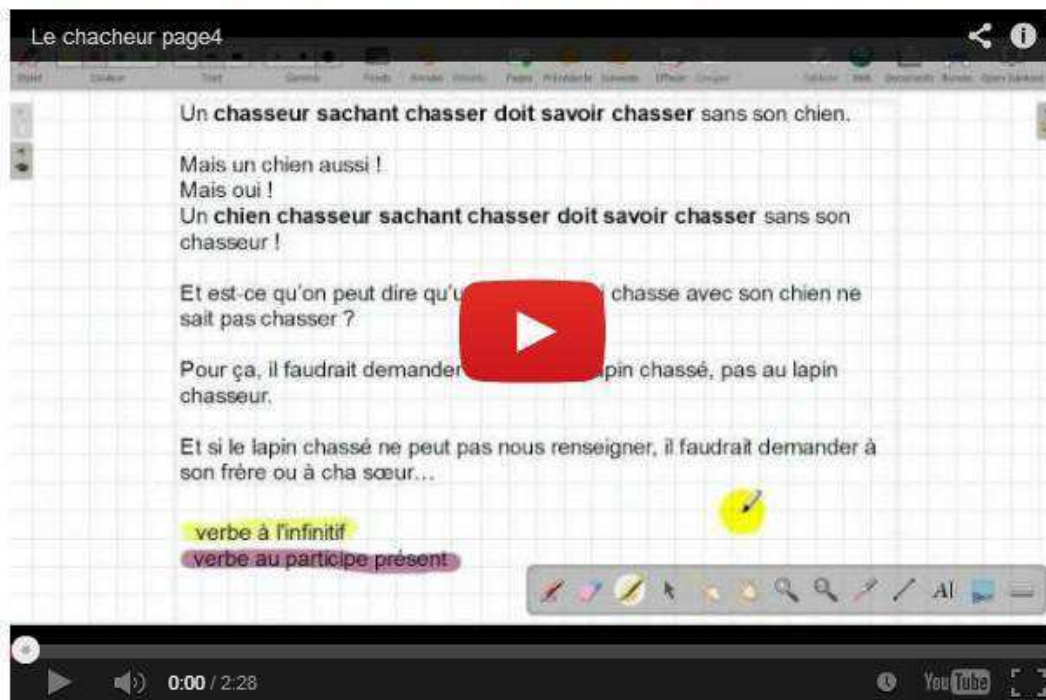 Le chacheur page4
Un chasseur sachant chasser doit savoir chasser sans son chien.
Mais un chien aussi !
Mais oui !
Un chien chasseur sachant chasser doit savoir chasser sans son
chasseur !
Et est-ce qu'on peut dire qu'u chasse avec son chien ne
sait pas chasser ?
Pour ça, il faudrait demander pin chassé, pas au lapin
chasseur.
Et si le lapin chassé ne peut pas nous renseigner, il faudrait demander à
son frère ou à cha sœur...
verbe à l'infinitif
verbe au participe présent
AI
0:00 / 2:28
YouTube